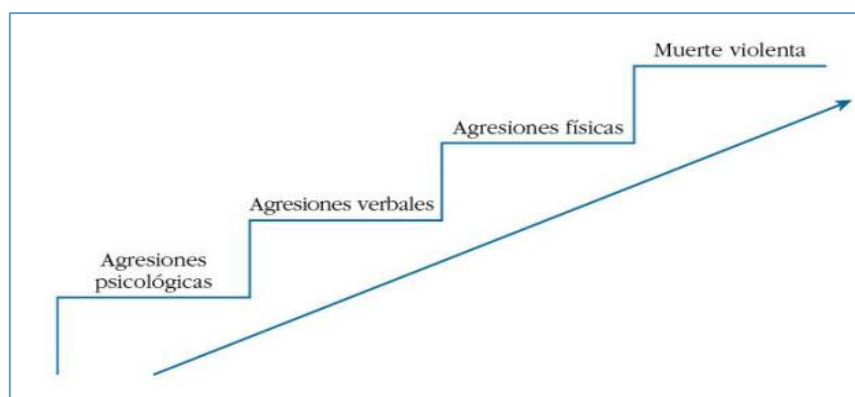 Muerte violenta
Agresiones físicas
Agresiones verbales
Agresiones
psicológicas